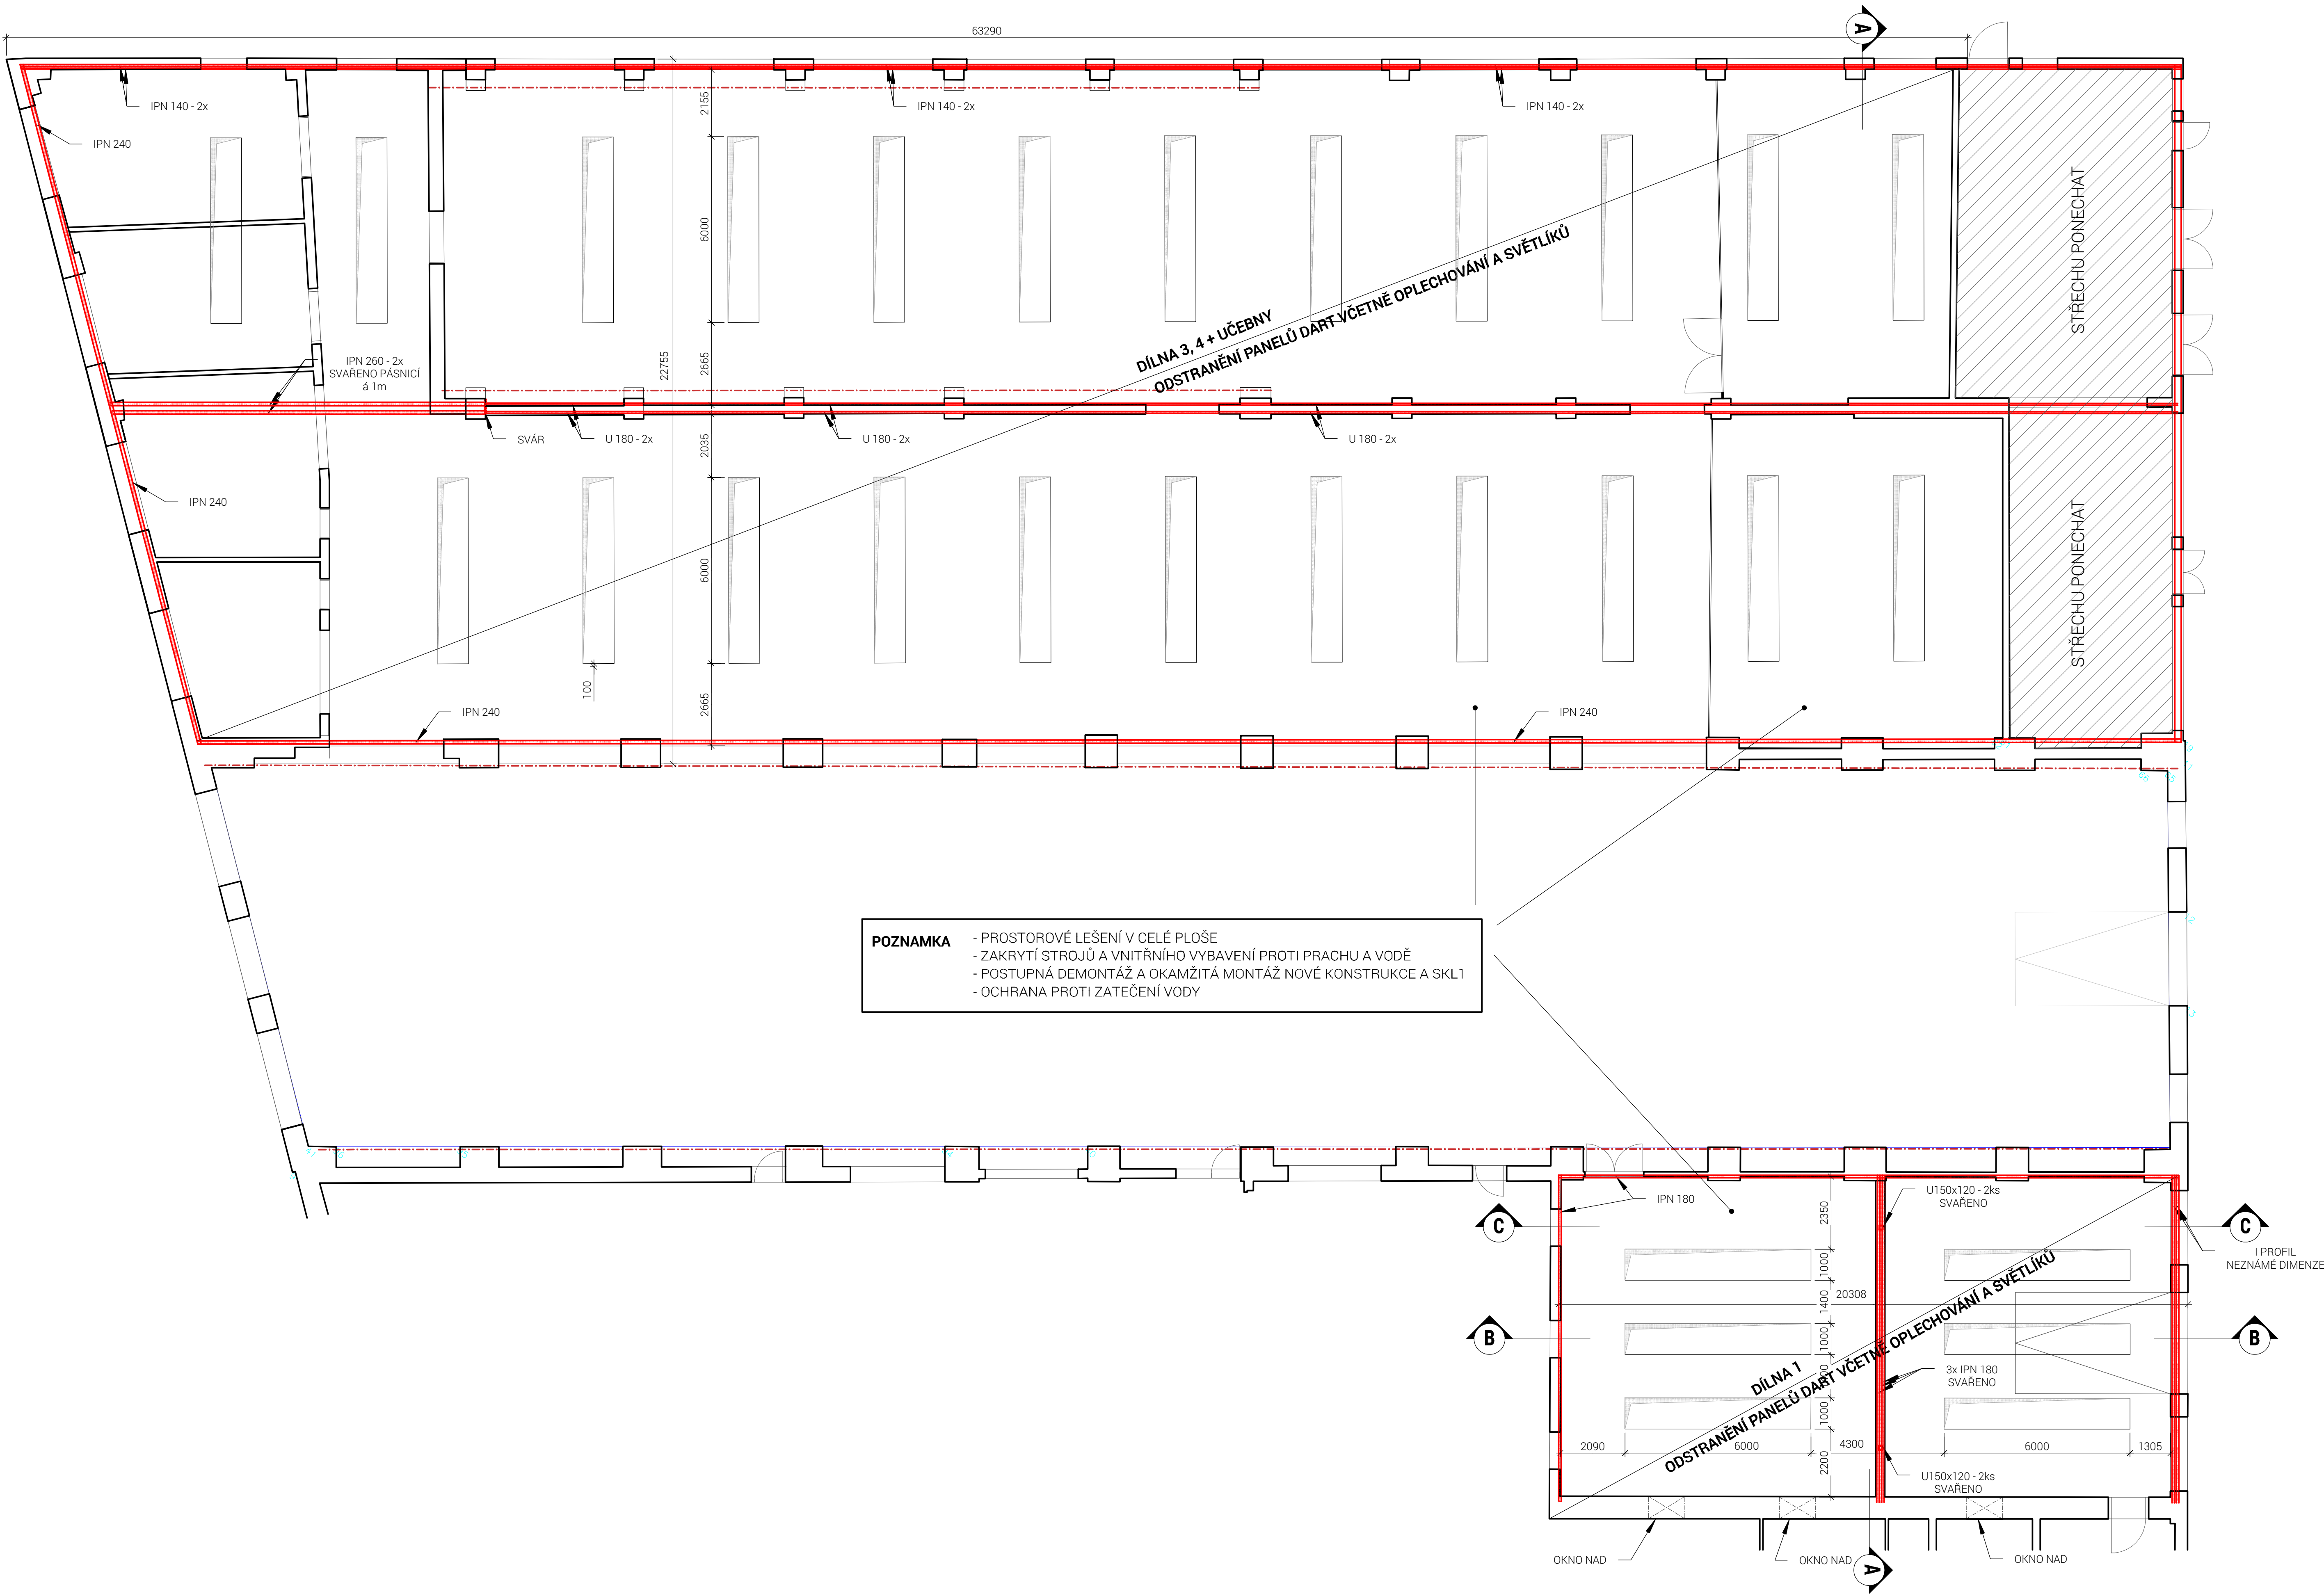 63290
A
IPN 140 - 2x
IPN 140 - 2x
IPN 140 - 2x
IPN 240
2155
6000
2665
22755
STŘECHU PONECHAT
DÍLNA 3, 4 + UČEBNY
ODSTRANĚNÍ PANELŮ DART VČETNĚ OPLECHOVÁNÍ A SVĚTLÍKŮ
IPN 260 - 2x
SVAŘENO PÁSNICÍ
á 1m
SVÁR
U 180 - 2x
U 180 - 2x
U 180 - 2x
2035
IPN 240
6000
STŘECHU PONECHAT
100
2665
IPN 240
IPN 240
POZNAMKA
- PROSTOROVÉ LEŠENÍ V CELÉ PLOŠE
- ZAKRYTÍ STROJŮ A VNITŘNÍHO VYBAVENÍ PROTI PRACHU A VODĚ
- POSTUPNÁ DEMONTÁŽ A OKAMŽITÁ MONTÁŽ NOVÉ KONSTRUKCE A SKL1
- OCHRANA PROTI ZATEČENÍ VODY
IPN 180
U150x120 - 2ks
SVAŘENO
C
C
2350
I PROFIL
NEZNÁMÉ DIMENZE
1000
1400
20308
B
B
1000
DÍLNA 1
ODSTRANĚNÍ PANELŮ DART VČETNĚ OPLECHOVÁNÍ A SVĚTLÍKŮ
3x IPN 180
SVAŘENO
1000
2090
6000
4300
6000
1305
2200
U150x120 - 2ks
SVAŘENO
OKNO NAD
OKNO NAD
OKNO NAD
A